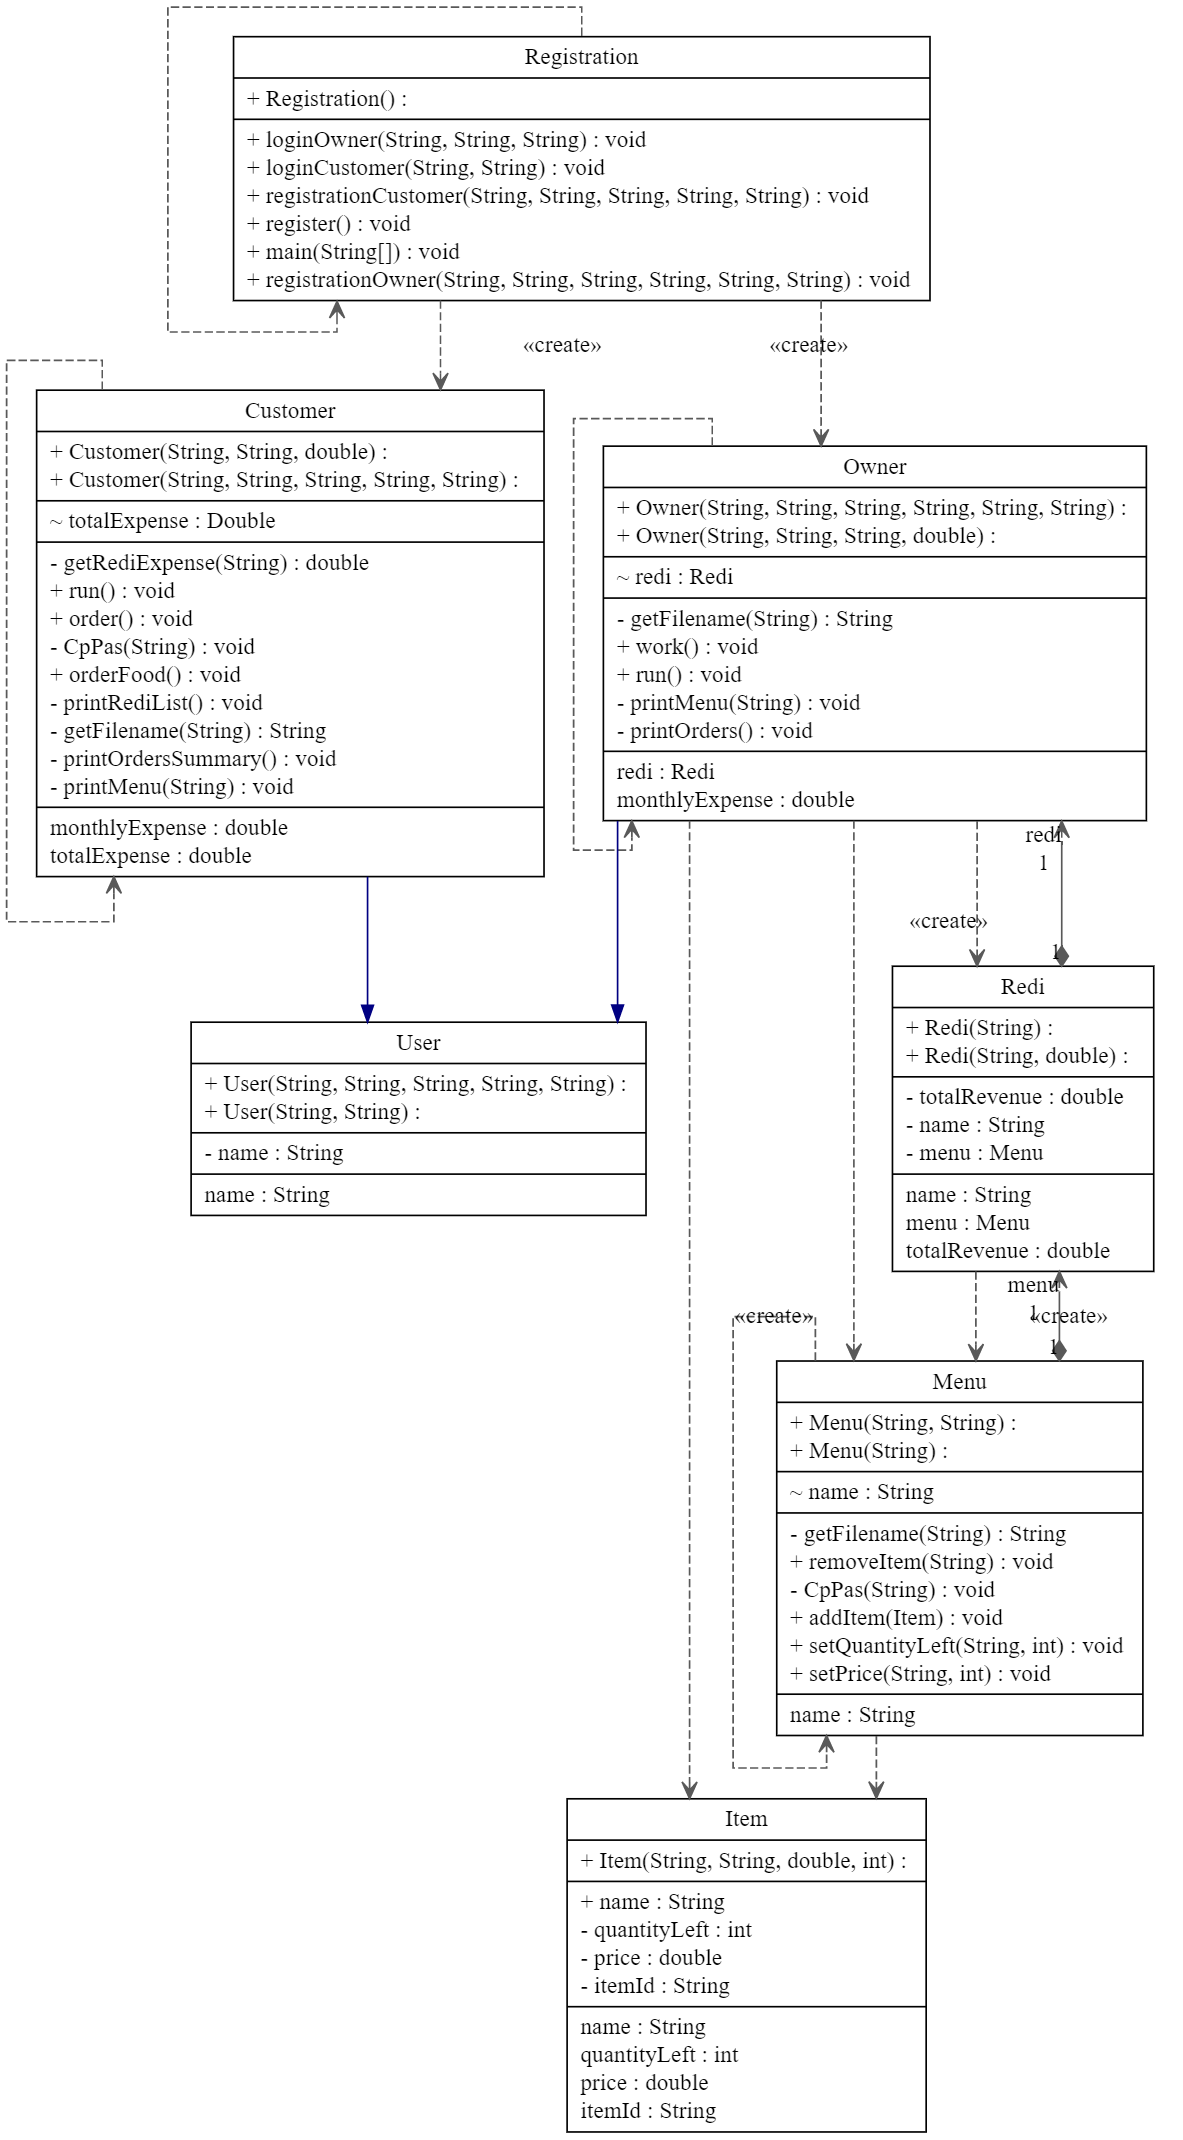 Registration
+ Registration() :
+ loginOwner(String, String, String) : void
+ loginCustomer(String, String) : void
+ registrationCustomer(String, String, String, String, String) : void
+ register() : void
+ main(String[]) : void
+ registrationOwner(String, String, String, String, String, String) : void
«create»
«create»
Customer
+ Customer(String, String, double) :
+ Customer(String, String, String, String, String) :
~ totalExpense : Double
- getRediExpense(String) : double
+ run() : void
+ order() : void
- CpPas(String) : void
+ orderFood() : void
- printRediList() : void
- getFilename(String) : String
- printOrdersSummary() : void
- printMenu(String) : void
monthlyExpense : double
totalExpense : double
Owner
+ Owner(String, String, String, String, String, String) :
+ Owner(String, String, String, double) :
~ redi : Redi
- getFilename(String) : String
+ work() : void
+ run() : void
- printMenu(String) : void
- printOrders() : void
redi : Redi
monthlyExpense : double
redi
1
«create»
1
User
+ User(String, String, String, String, String) :
+ User(String, String) :
- name : String
name : String
Redi
+ Redi(String) :
+ Redi(String, double) :
- totalRevenue : double
- name : String
- menu : Menu
name : String
menu : Menu
totalRevenue : double
menu
1
«create»
«create»
1
Menu
+ Menu(String, String) :
+ Menu(String) :
~ name : String
- getFilename(String) : String
+ removeItem(String) : void
- CpPas(String) : void
+ addItem(Item) : void
+ setQuantityLeft(String, int) : void
+ setPrice(String, int) : void
name : String
Item
+ Item(String, String, double, int) :
+ name : String
- quantityLeft : int
- price : double
- itemId : String
name : String
quantityLeft : int
price : double
itemId : String